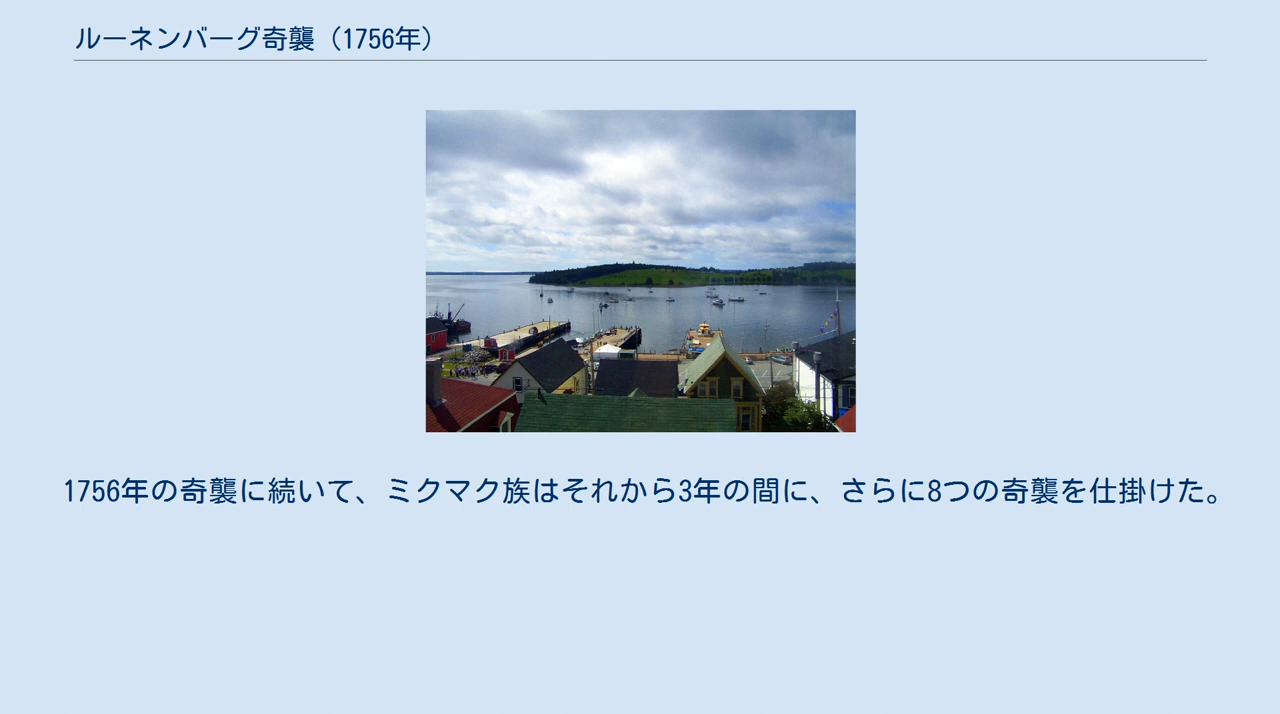 ルーネンバーグ奇襲（1756年）
1756年の奇襲に続いて、ミクマク族はそれから3年の間に、さらに8つの奇襲を仕掛けた。